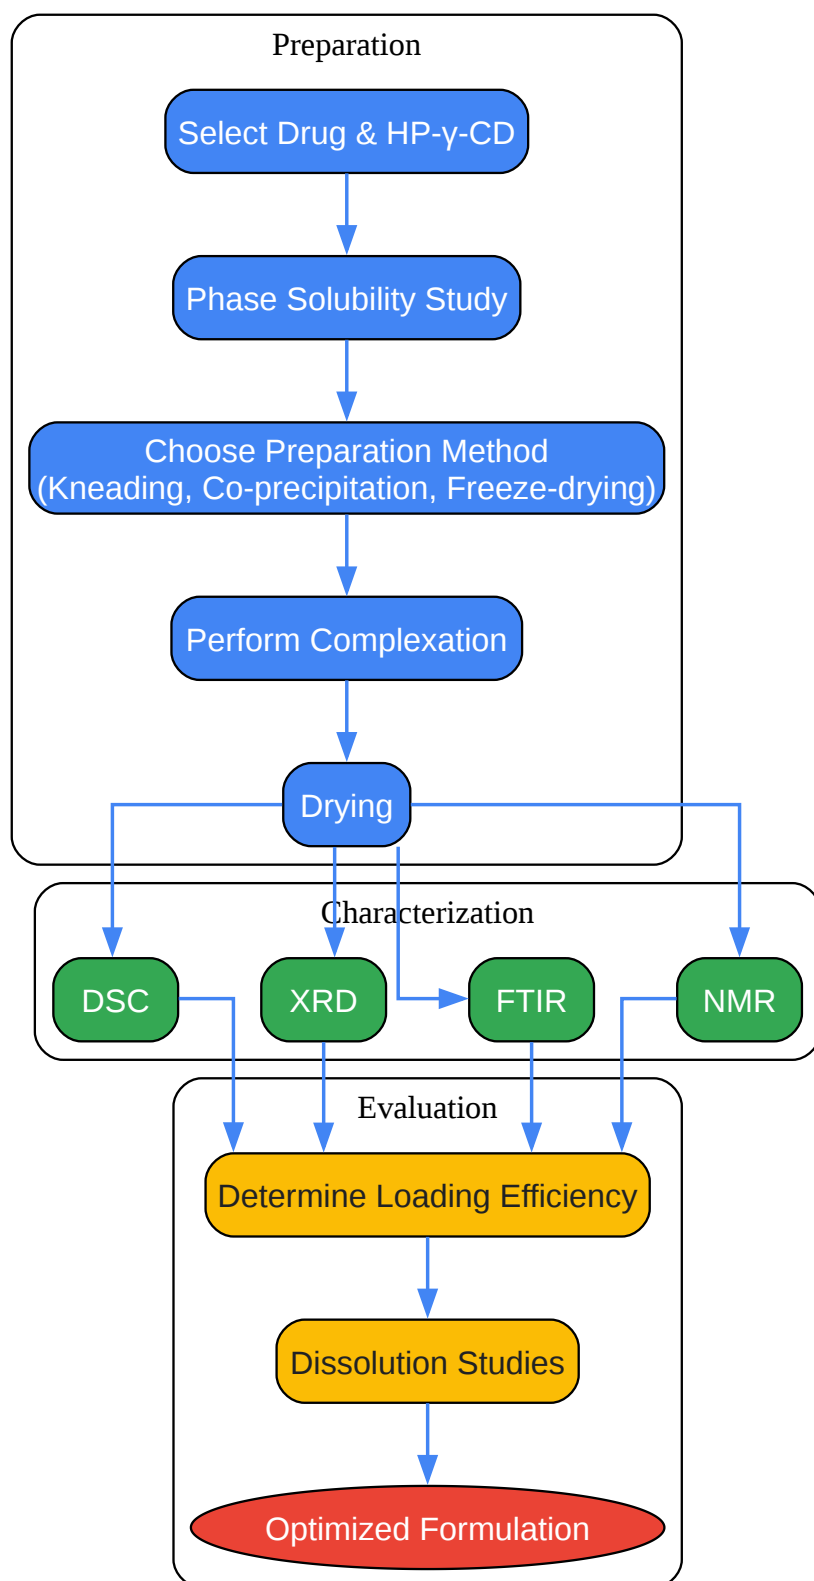 Preparation
Select Drug & HP-γ-CD
Phase Solubility Study
Choose Preparation Method
(Kneading, Co-precipitation, Freeze-drying)
Perform Complexation
Drying
Characterization
DSC
XRD
FTIR
NMR
Evaluation
Determine Loading Efficiency
Dissolution Studies
Optimized Formulation